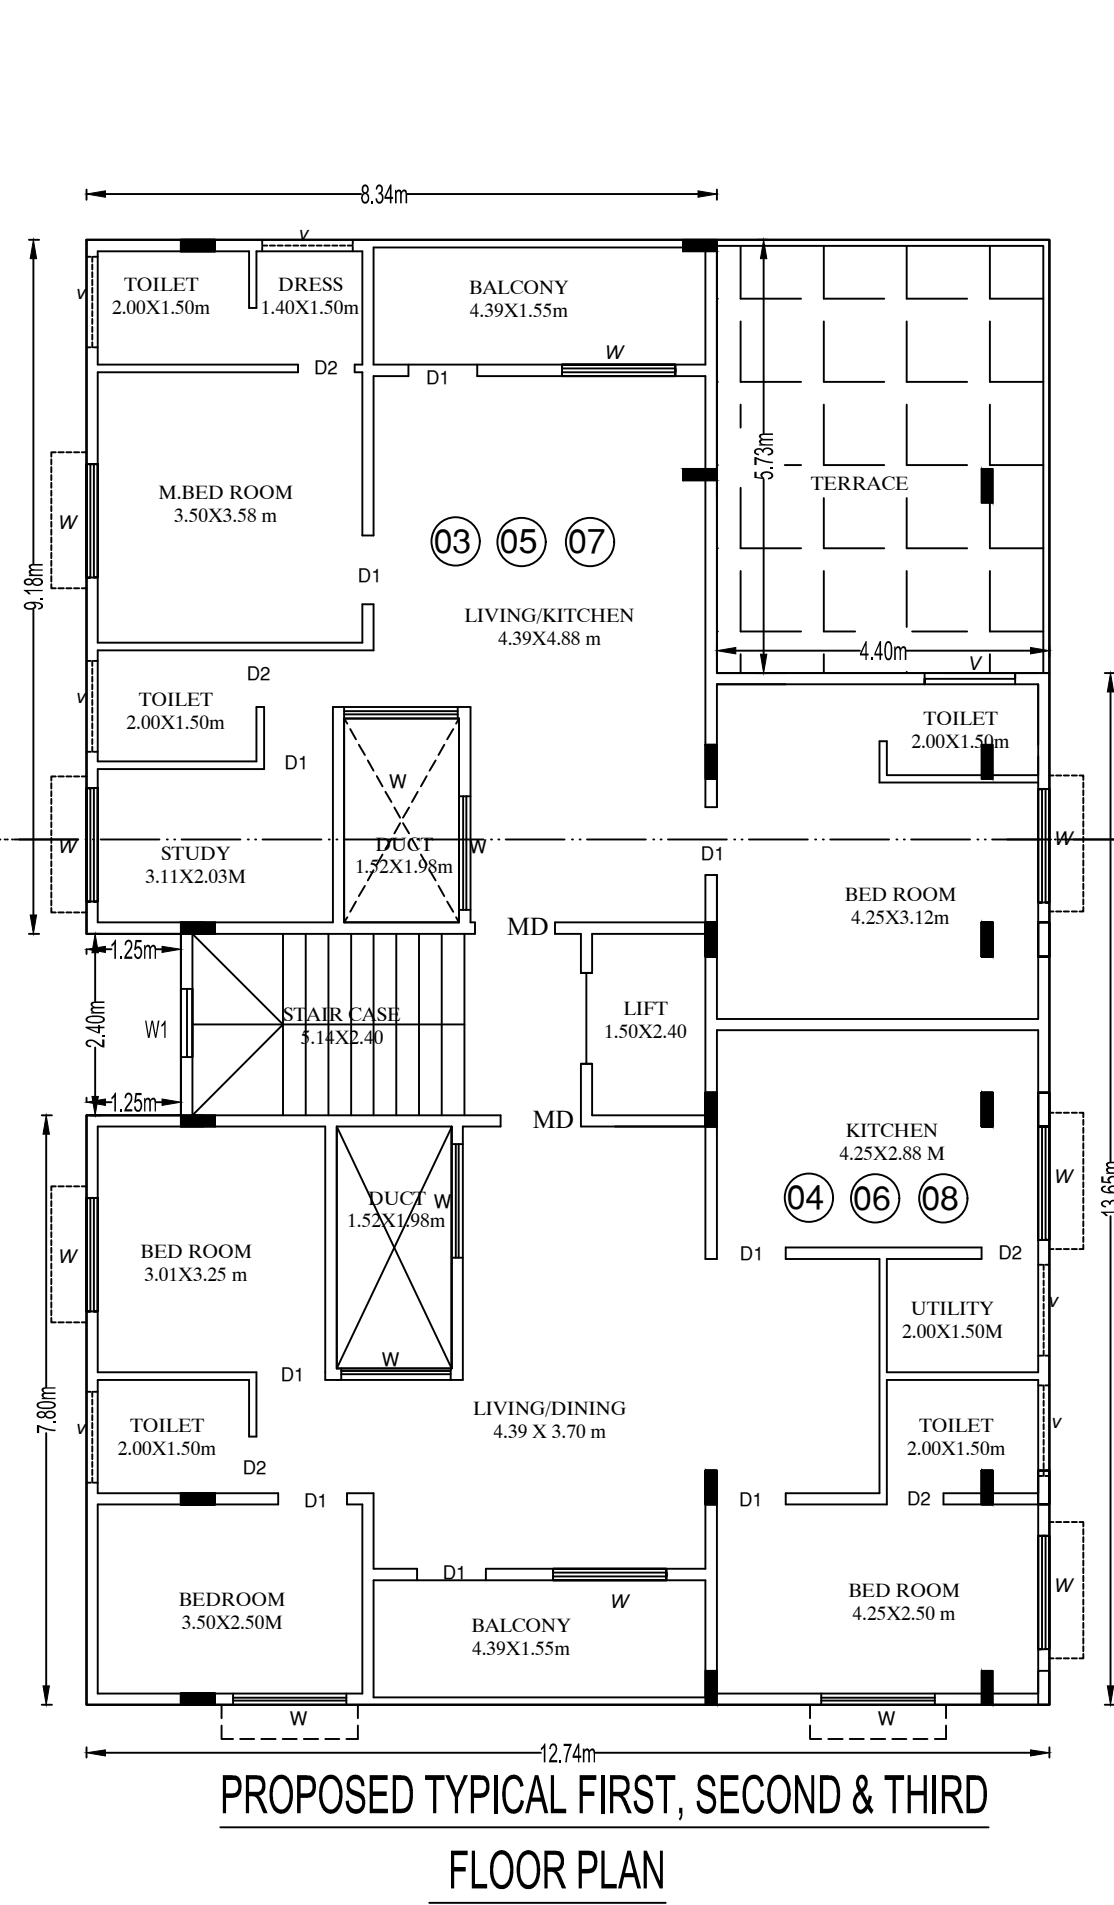 8.34m
V
TOILET
2.00X1.50m
DRESS
1.40X1.50m
BALCONY
4.39X1.55m
V
D2
D1
W
5.73m
TERRACE
M.BED ROOM
3.50X3.58 m
W
03 05 07
9.18m
D1
LIVING/KITCHEN
4.39X4.88 m
4.40m
V
D2
TOILET
2.00X1.50m
V
TOILET
2.00X1.50m
D1
W
DUCT
1.52X1.98m
W
W
STUDY
3.11X2.03M
D1
W
BED ROOM
4.25X3.12m
MD
1.25m
2.40m
W1
STAIR CASE
5.14X2.40
LIFT
1.50X2.40
1.25m
MD
KITCHEN
4.25X2.88 M
04 06 08
W
13.65m
DUCT
1.52X1.98m
W
W
BED ROOM
3.01X3.25 m
W
D1
D2
UTILITY
2.00X1.50M
V
D1
7.80m
TOILET
2.00X1.50m
V
D2
LIVING/DINING
4.39 X 3.70 m
TOILET
2.00X1.50m
V
D1
D1
D2
D1
W
BEDROOM
3.50X2.50M
BALCONY
4.39X1.55m
BED ROOM
4.25X2.50 m
W
W
W
12.74m
PROPOSED TYPICAL FIRST, SECOND & THIRD
FLOOR PLAN